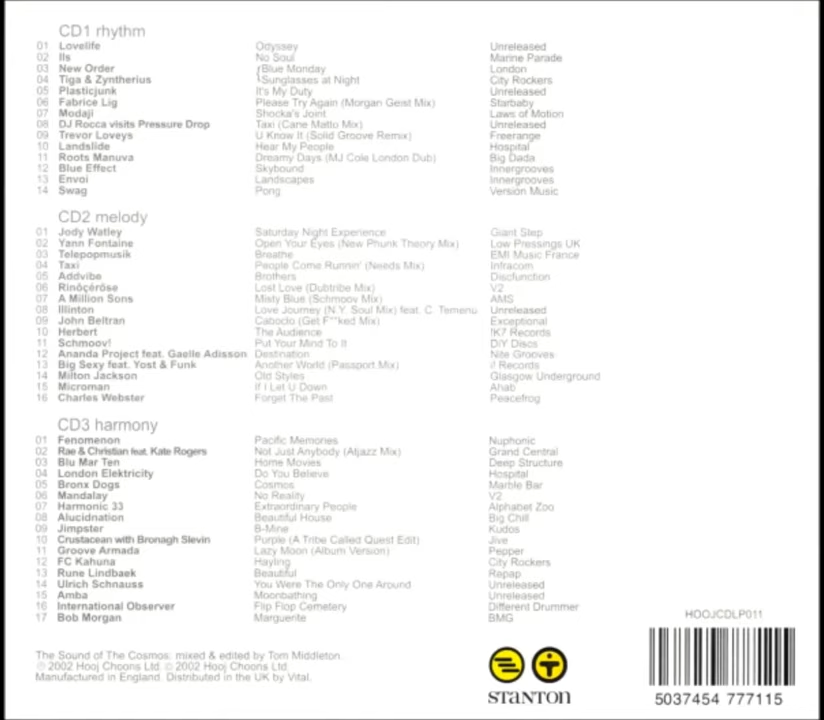 CD1 rhythm
01 Lovelife Odyssey Unreleased
02 Ils No Soul Marine Parade
03 New Order {Blue Monday London
04 Tiga & Zyntherius {Sunglasses at Night City Rockers
05 Plasticjunk It's My Duty Unreleased
06 Fabrice Lig Please Try Again (Morgan Geist Mix) Starbaby
07 Modaji Shocka's Joint Laws of Motion
08 DJ Rocca visits Pressure Drop Taxi (Cane Matto Mix) Unreleased
09 Trevor Loveys U Know It (Solid Groove Remix) Freerange
10 Landslide Hear My People Hospital
11 Roots Manuva Dreamy Days (MJ Cole London Dub) Big Dada
12 Blue Effect Skybound Innergrooves
13 Envoi Landscapes Innergrooves
14 Swag Pong Version Music
CD2 melody
01 Jody Watley Saturday Night Experience Giant Step
02 Yann Fontaine Open Your Eyes (New Phunk Theory Mix) Low Pressings UK
03 Telepopmusik Breathe EMI Music France
04 Taxi People Come Runnin' (Needs Mix) Infracom
05 Addvibe Brothers Discfunction
06 Rinôçérôse Lost Love (Dubtribe Mix) V2
07 A Million Sons Misty Blue (Schmoov Mix) AMS
08 Illinton Love Journey (N.Y. Soul Mix) feat. C. Temenu Unreleased
09 John Beltran Caboclo (Get F**ked Mix) Exceptional
10 Herbert The Audience !K7 Records
11 Schmoov! Put Your Mind To It DiY Discs
12 Ananda Project feat. Gaelle Adisson Destination Nite Grooves
13 Big Sexy feat. Yost & Funk Another World (Passport Mix) i! Records
14 Milton Jackson Old Styles Glasgow Underground
15 Microman If I Let U Down Ahab
16 Charles Webster Forget The Past Peacefrog
CD3 harmony
01 Fenomenon Pacific Memories Nuphonic
02 Rae & Christian feat. Kate Rogers Not Just Anybody (Atjazz Mix) Grand Central
03 Blu Mar Ten Home Movies Deep Structure
04 London Elektricity Do You Believe Hospital
05 Bronx Dogs Cosmos Marble Bar
06 Mandalay No Reality V2
07 Harmonic 33 Extraordinary People Alphabet Zoo
08 Alucidnation Beautiful House Big Chill
09 Jimpster B-Mine Kudos
10 Crustacean with Bronagh Slevin Purple (A Tribe Called Quest Edit) Jive
11 Groove Armada Lazy Moon (Album Version) Pepper
12 FC Kahuna Hayling City Rockers
13 Rune Lindbaek Beautiful Repap
14 Ulrich Schnauss You Were The Only One Around Unreleased
15 Amba Moonbathing Unreleased
16 International Observer Flip Flop Cemetery Different Drummer
17 Bob Morgan Marguerite BMG
HOOJCDLP011
The Sound of The Cosmos: mixed & edited by Tom Middleton.
℗ 2002 Hooj Choons Ltd. © 2002 Hooj Choons Ltd.
Manufactured in England. Distributed in the UK by Vital.
STANTON
5037454 777115